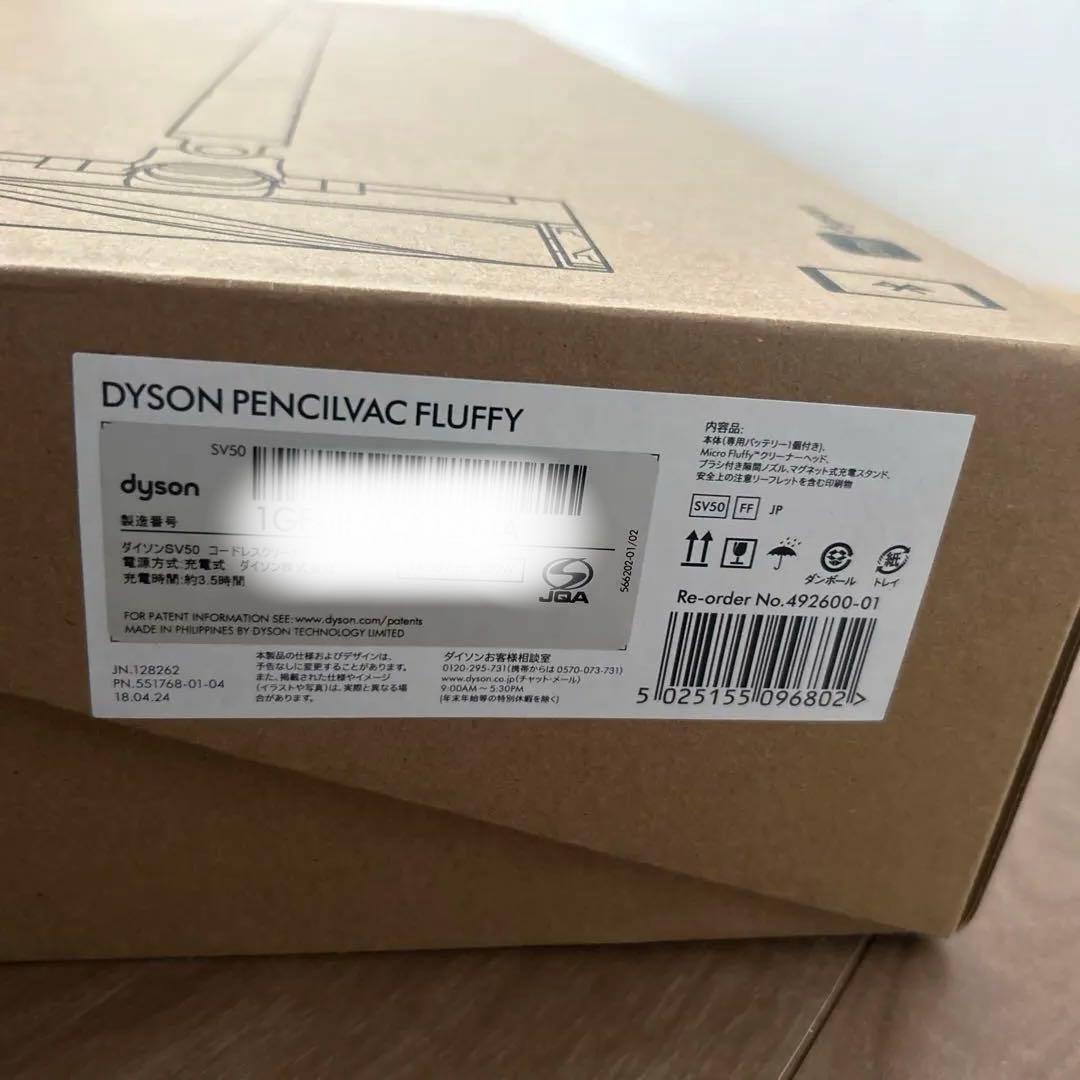 DYSON PENCILVAC FLUFFY
SV50
dyson
製造番号
1G
A
ダイソンSV50 コードレスクリー
電源方式:充電式 ダイソン株式
充電時間:約3.5時間
JQA
566202-01/02
FOR PATENT INFORMATION SEE: www.dyson.com/patents
MADE IN PHILIPPINES BY DYSON TECHNOLOGY LIMITED
JN.128262
PN.551768-01-04
18.04.24
本製品の仕様およびデザインは、
予告なしに変更することがあります。
また、掲載された仕様やイメージ
(イラストや写真)は、実際と異なる場
合があります。
ダイソンお客様相談室
0120-295-731(携帯からは 0570-073-731)
www.dyson.co.jp(チャット・メール)
9:00AM～5:30PM
(年末年始等の特別休暇を除く)
内容品:
本体(専用バッテリー1個付き)、
Micro Fluffy™クリーナーヘッド、
ブラシ付き隙間ノズル、マグネット式充電スタンド、
安全上の注意リーフレットを含む印刷物
SV50 FF JP
ダンボール
紙
トレイ
Re-order No.492600-01
5 025155 096802 >